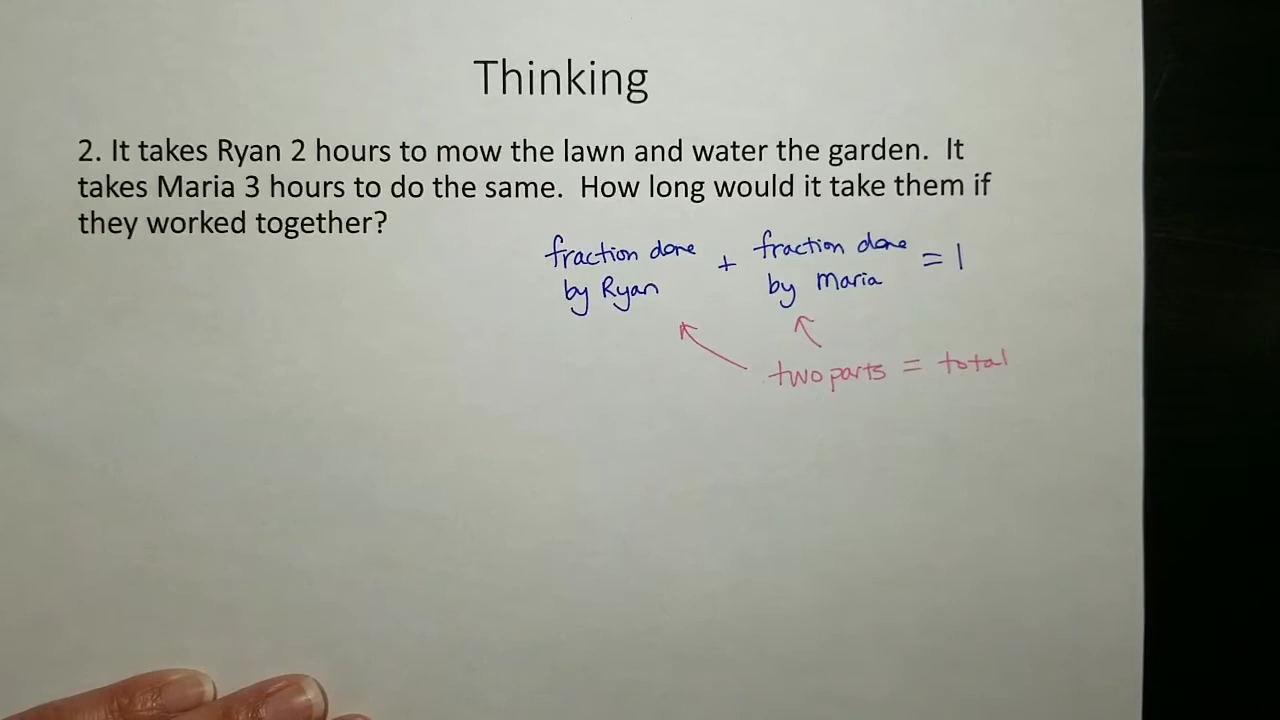 Thinking
2. It takes Ryan 2 hours to mow the lawn and water the garden. It
takes Maria 3 hours to do the same. How long would it take them if
they worked together?
fraction done + fraction done = 1
by Ryan by Maria
two parts = total